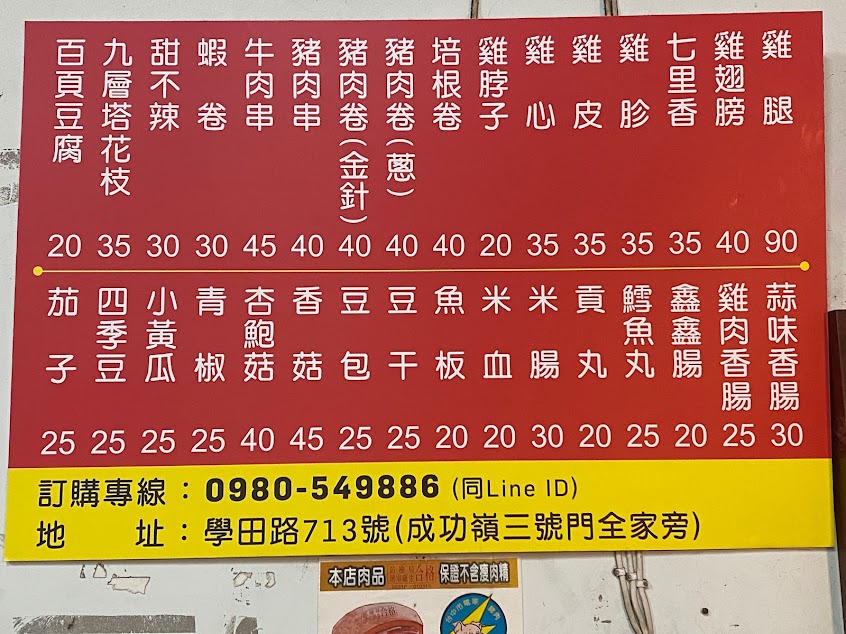 雞腿 90
雞翅膀 40
七里香 35
雞胗 35
雞皮 35
雞心 35
雞脖子 20
培根卷 40
豬肉卷(蔥) 40
豬肉卷(金針) 40
豬肉串 40
牛肉串 45
蝦卷 30
甜不辣 30
九層塔花枝 35
百頁豆腐 20
蒜味香腸 30
雞肉香腸 25
鑫鑫腸 20
鱈魚丸 25
貢丸 20
米腸 30
米血 20
魚板 20
豆干 25
豆包 25
香菇 45
杏鮑菇 40
青椒 25
小黃瓜 25
四季豆 25
茄子 25
訂購專線：0980-549886 (同Line ID)
地址：學田路713號(成功嶺三號門全家旁)
本店肉品 合格 保證不含瘦肉精